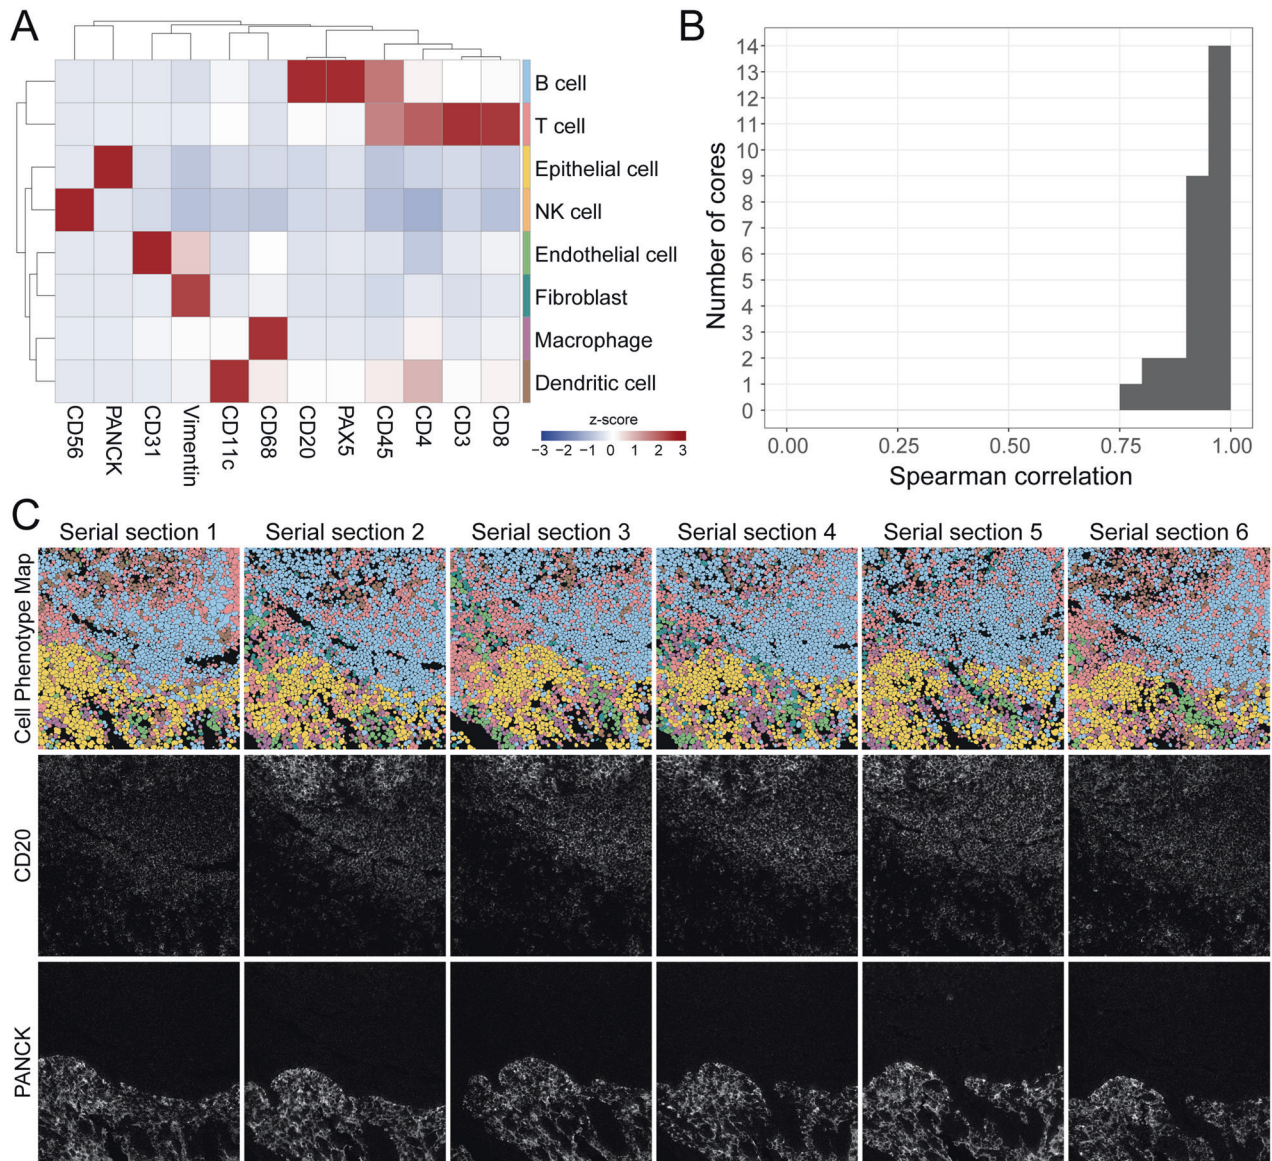 A
B cell
T cell
Epithelial cell
NK cell
Endothelial cell
Fibroblast
Macrophage
Dendritic cell
CD56
PANCK
CD31
Vimentin
CD11c
CD68
CD20
PAX5
CD45
CD4
CD3
CD8
z-score
−3 −2 −1 0 1 2 3
B
Number of cores
14
13
12
11
10
9
8
7
6
5
4
3
2
1
0
0.00 0.25 0.50 0.75 1.00
Spearman correlation
C
Serial section 1 Serial section 2 Serial section 3 Serial section 4 Serial section 5 Serial section 6
Cell Phenotype Map
CD20
PANCK